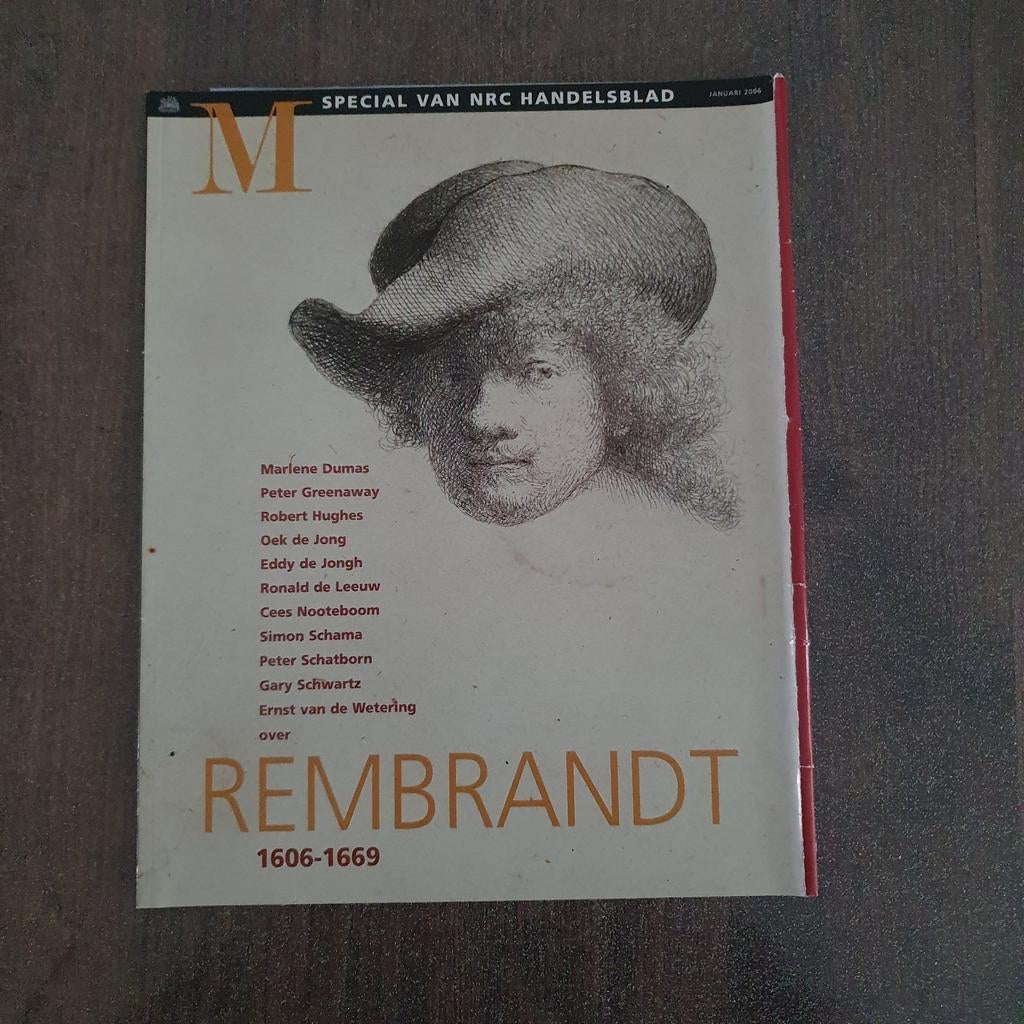 SPECIAL VAN NRC HANDELSBLAD
JANUARI 2006
M
Marlene Dumas
Peter Greenaway
Robert Hughes
Oek de Jong
Eddy de Jongh
Ronald de Leeuw
Cees Nooteboom
Simon Schama
Peter Schatborn
Gary Schwartz
Ernst van de Wetering
over
REMBRANDT
1606-1669